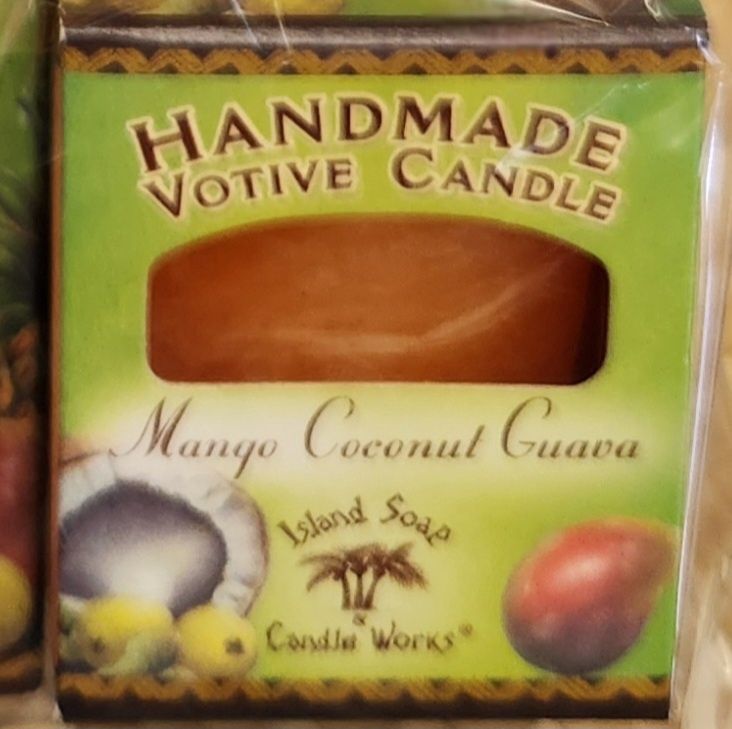 HANDMADE
VOTIVE CANDLE
Mango Coconut Guava
Island Soap
&
Candle Works®